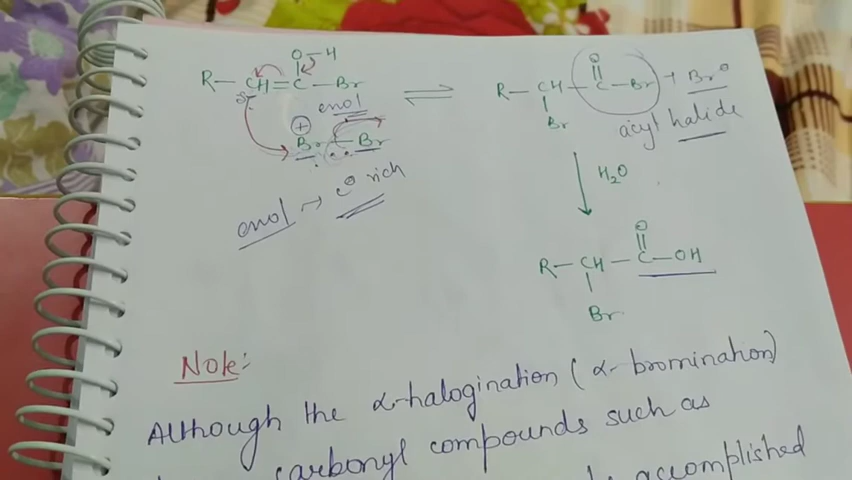 O-H
R-CH=C-Br
enol
⊕
Br-Br
enol → e⊖ rich
⇌
O
R-CH-C-Br + Br⊖
Br
acyl halide
H2O
O
R-CH-C-OH
Br
Note:-
Although the α-halogination (α-bromination)
carbonyl compounds such as
accomplished